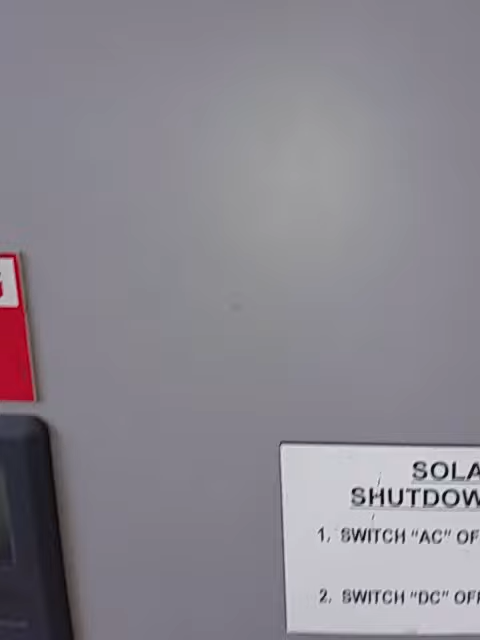 SOLA
SHUTDOW
1. SWITCH "AC" OF
2. SWITCH "DC" OFF